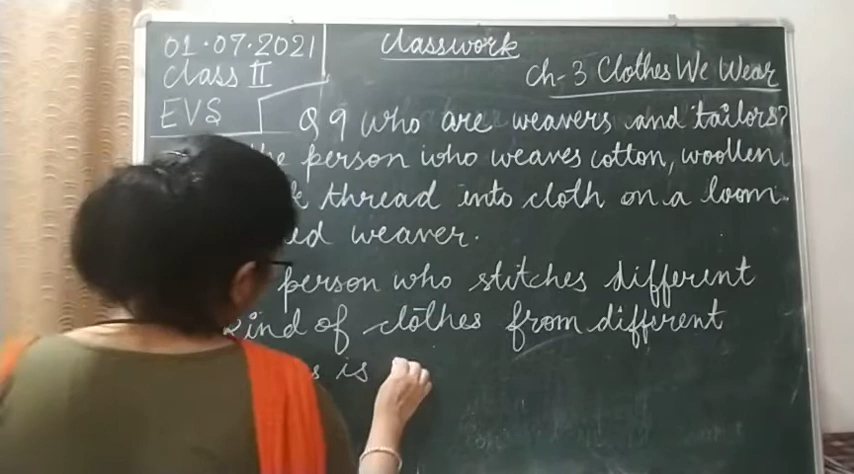 01.07.2021
Classwork
Class II
Ch-3 Clothes We Wear
EVS
Q 9 Who are weavers and tailors?
person who weaves cotton, woollen
thread into cloth on a loom
weaver.
person who stitches different
kind of clothes from different
is